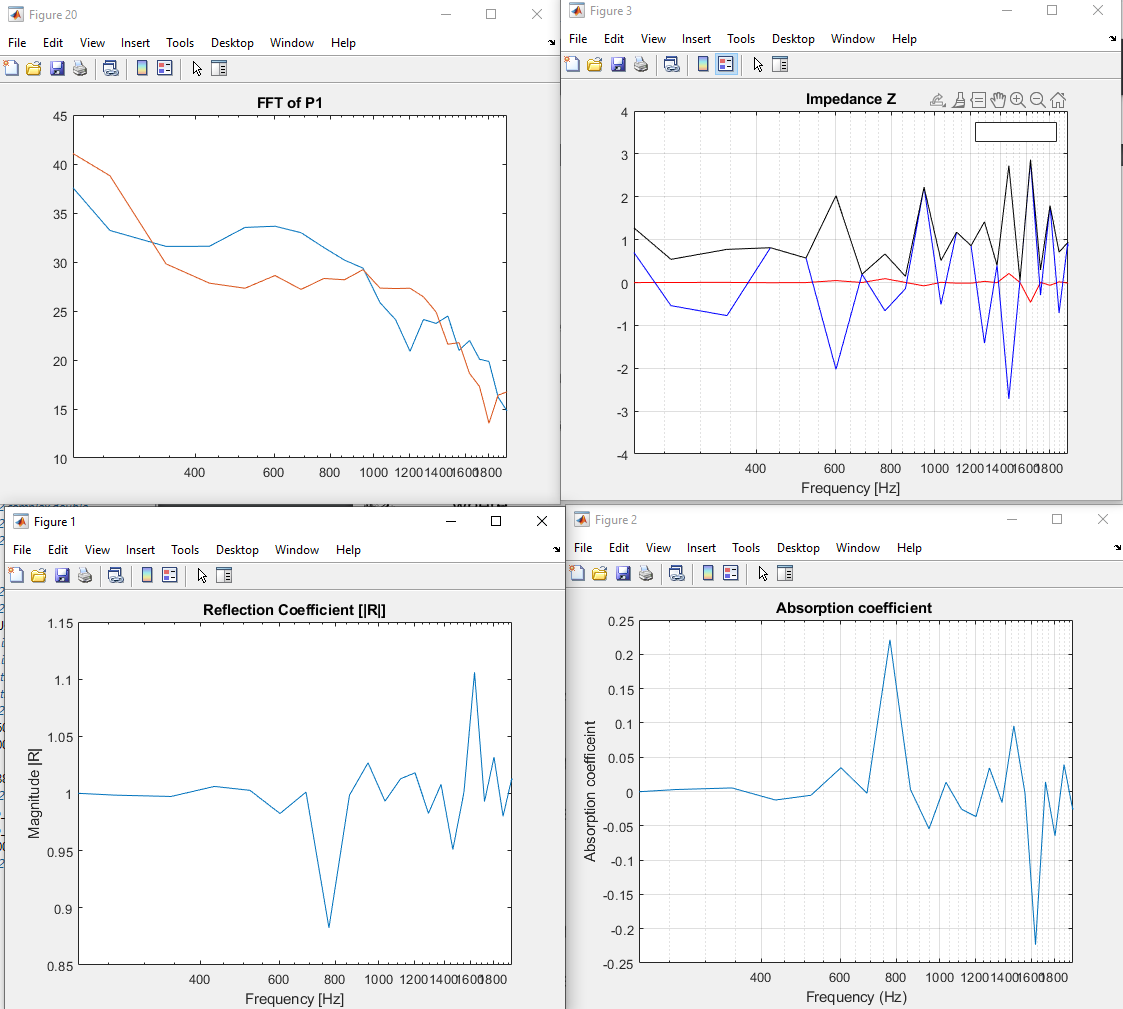 Figure 20
File Edit View Insert Tools Desktop Window Help
FFT of P1
45
40
35
30
25
20
15
10
400 600 800 1000 1200 1400 1600 1800
Figure 3
File Edit View Insert Tools Desktop Window Help
Impedance Z
4
3
2
1
0
-1
-2
-3
-4
400 600 800 1000 1200 1400 1600 1800
Frequency [Hz]
Figure 1
File Edit View Insert Tools Desktop Window Help
Reflection Coefficient [|R|]
Magnitude |R|
1.15
1.1
1.05
1
0.95
0.9
0.85
400 600 800 1000 1200 1400 1600 1800
Frequency [Hz]
Figure 2
File Edit View Insert Tools Desktop Window Help
Absorption coefficient
Absorption coefficeint
0.25
0.2
0.15
0.1
0.05
0
-0.05
-0.1
-0.15
-0.2
-0.25
400 600 800 1000 1200 1400 1600 1800
Frequency (Hz)